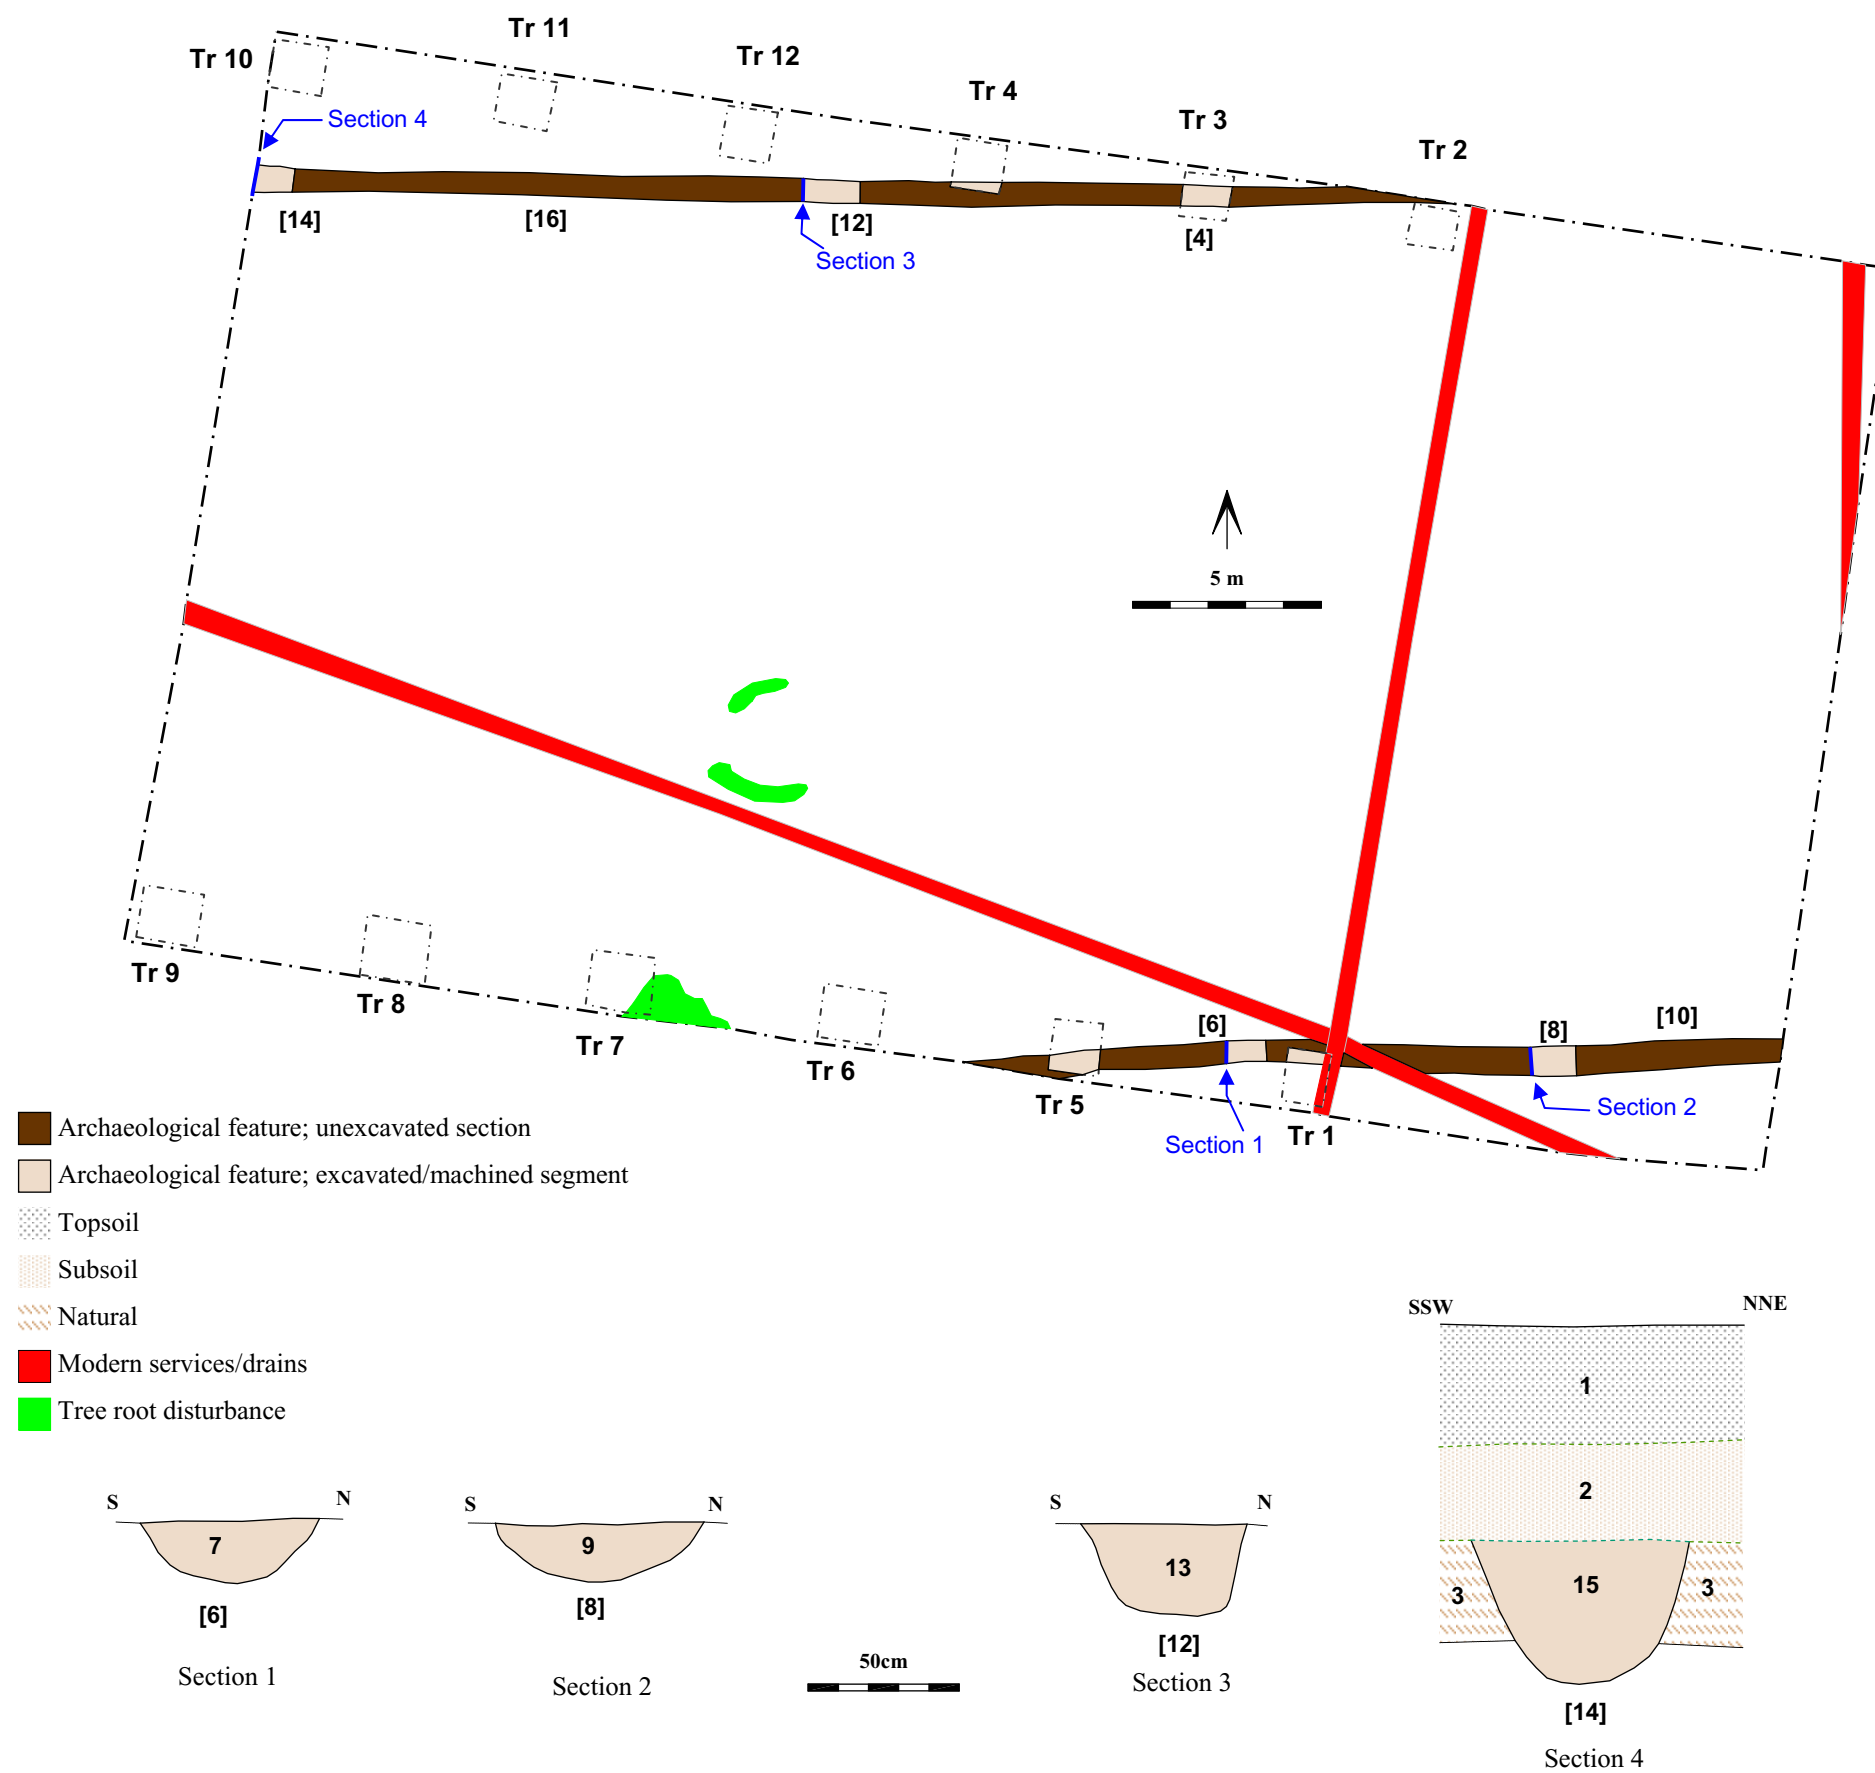 Tr 11
Tr 10
Tr 12
Tr 4
Tr 3
Tr 2
Section 4
[14]
[16]
[12]
[4]
Section 3
5 m
Tr 9
Tr 8
Tr 7
Tr 6
Tr 5
[6]
[8]
[10]
Section 1
Tr 1
Section 2
Archaeological feature; unexcavated section
Archaeological feature; excavated/machined segment
Topsoil
Subsoil
Natural
Modern services/drains
Tree root disturbance
S N
7
[6]
Section 1
S N
9
[8]
Section 2
50cm
S N
13
[12]
Section 3
SSW NNE
1
2
3 15 3
[14]
Section 4